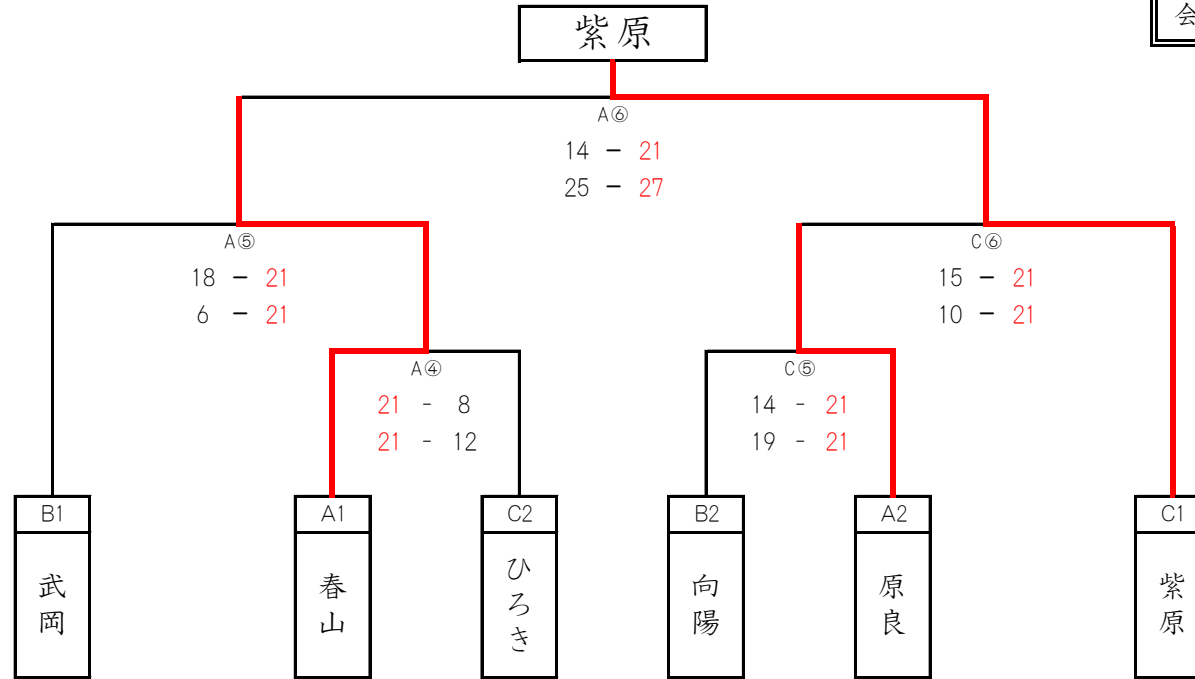 紫原
会
A⑥
14 － 21
25 － 27
A⑤
18 － 21
6 － 21
C⑥
15 － 21
10 － 21
A④
21 - 8
21 - 12
C⑤
14 - 21
19 - 21
B1
A1
C2
B2
A2
C1
武岡
春山
ひろき
向陽
原良
紫原